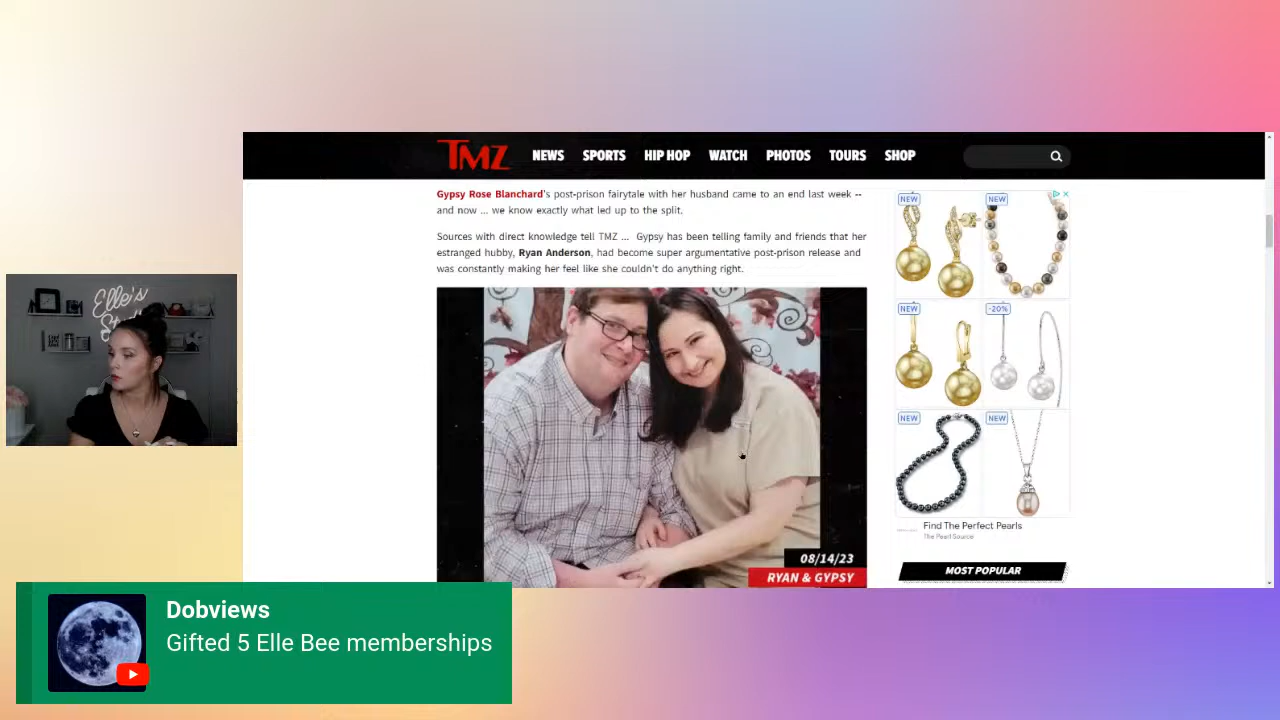 TMZ
NEWS
SPORTS
HIP HOP
WATCH
PHOTOS
TOURS
SHOP
Gypsy Rose Blanchard's post-prison fairytale with her husband came to an end last week --
and now ... we know exactly what led up to the split.
Sources with direct knowledge tell TMZ ... Gypsy has been telling family and friends that her
estranged hubby, Ryan Anderson, had become super argumentative post-prison release and
was constantly making her feel like she couldn't do anything right.
08/14/23
RYAN & GYPSY
NEW
NEW
NEW
-20%
NEW
NEW
Find The Perfect Pearls
The Pearl Source
MOST POPULAR
Elle's
Dobviews
Gifted 5 Elle Bee memberships